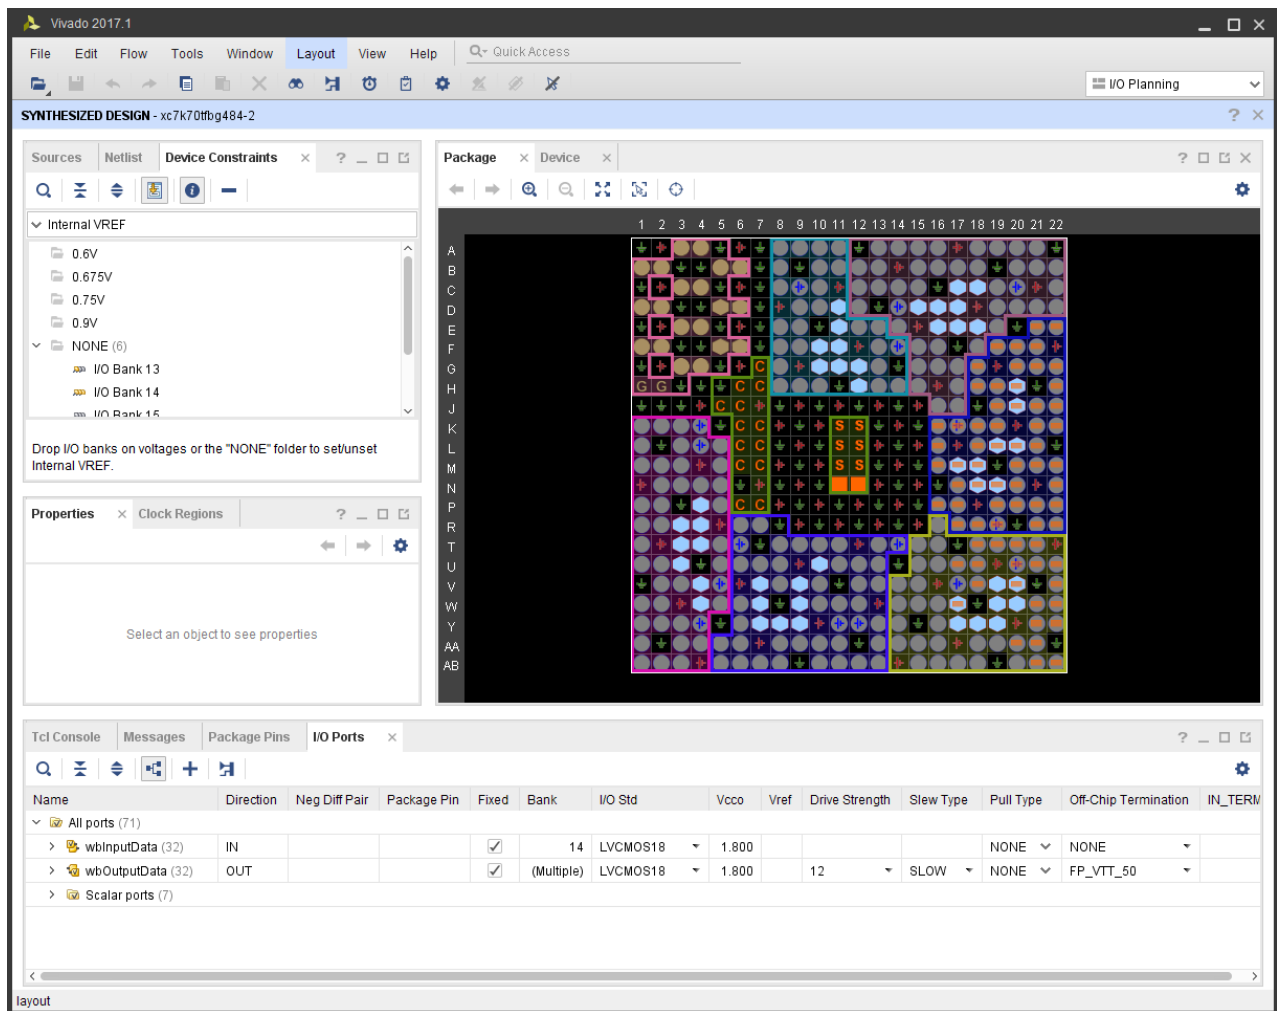 Vivado 2017.1
File Edit Flow Tools Window Layout View Help Quick Access
I/O Planning
SYNTHESIZED DESIGN - xc7k70tfbg484-2
Sources Netlist Device Constraints
Internal VREF
0.6V
0.675V
0.75V
0.9V
NONE (6)
I/O Bank 13
I/O Bank 14
I/O Bank 15
Drop I/O banks on voltages or the "NONE" folder to set/unset
Internal VREF.
Properties Clock Regions
Select an object to see properties
Package Device
1 2 3 4 5 6 7 8 9 10 11 12 13 14 15 16 17 18 19 20 21 22
A
B
C
D
E
F
G C
H G G C C
J C C
K C C S S
L C C S S
M C C S S
N
P C C
R
T
U
V
W
Y
AA
AB
Tcl Console Messages Package Pins I/O Ports
Name Direction Neg Diff Pair Package Pin Fixed Bank I/O Std Vcco Vref Drive Strength Slew Type Pull Type Off-Chip Termination IN_TERM
All ports (71)
wbInputData (32) IN 14 LVCMOS18 1.800 NONE NONE
wbOutputData (32) OUT (Multiple) LVCMOS18 1.800 12 SLOW NONE FP_VTT_50
Scalar ports (7)
layout